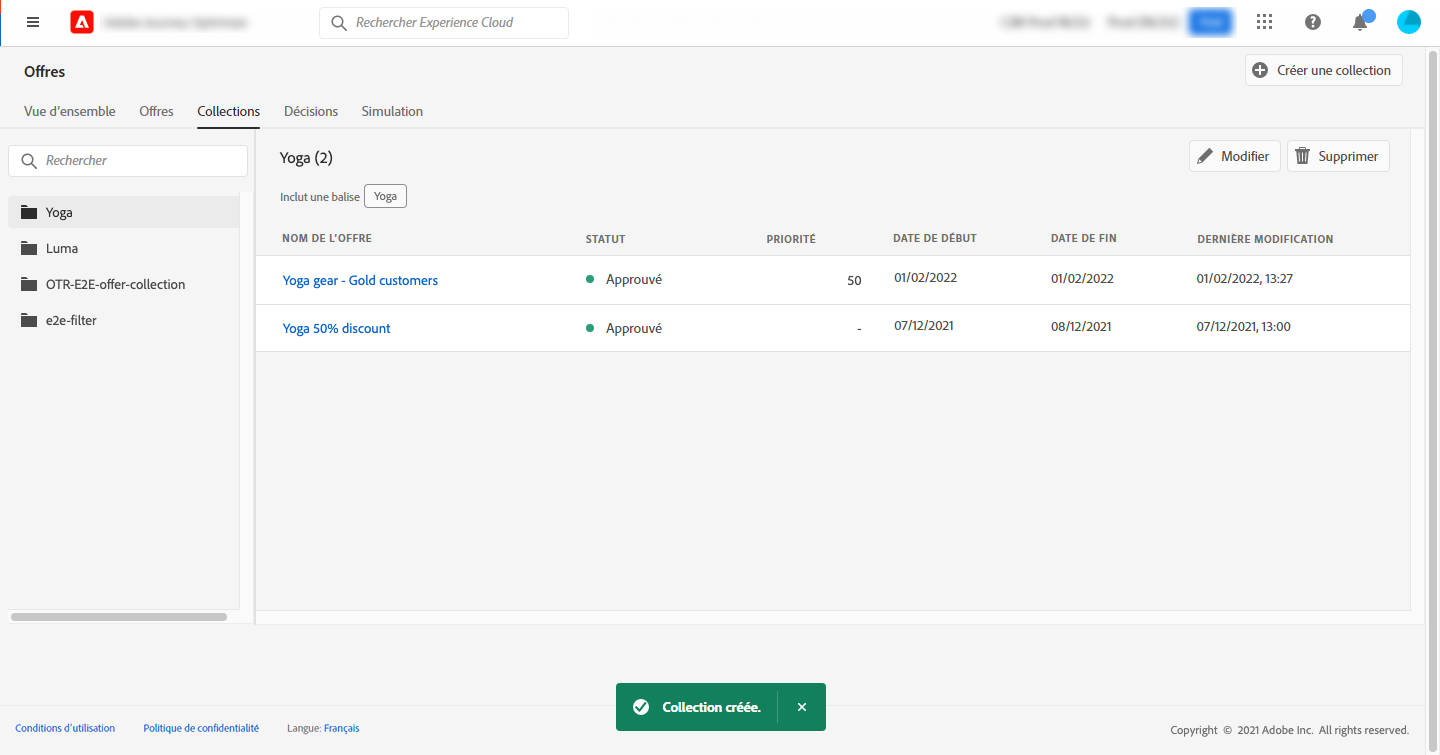 Rechercher Experience Cloud
Offres
Créer une collection
Vue d'ensemble Offres Collections Décisions Simulation
Rechercher
Yoga
Luma
OTR-E2E-offer-collection
e2e-filter
Yoga (2)
Modifier Supprimer
Inclut une balise Yoga
NOM DE L'OFFRE STATUT PRIORITÉ DATE DE DÉBUT DATE DE FIN DERNIÈRE MODIFICATION
Yoga gear - Gold customers Approuvé 50 01/02/2022 01/02/2022 01/02/2022, 13:27
Yoga 50% discount Approuvé - 07/12/2021 08/12/2021 07/12/2021, 13:00
Collection créée.
Conditions d'utilisation Politique de confidentialité Langue: Français
Copyright © 2021 Adobe Inc. All rights reserved.